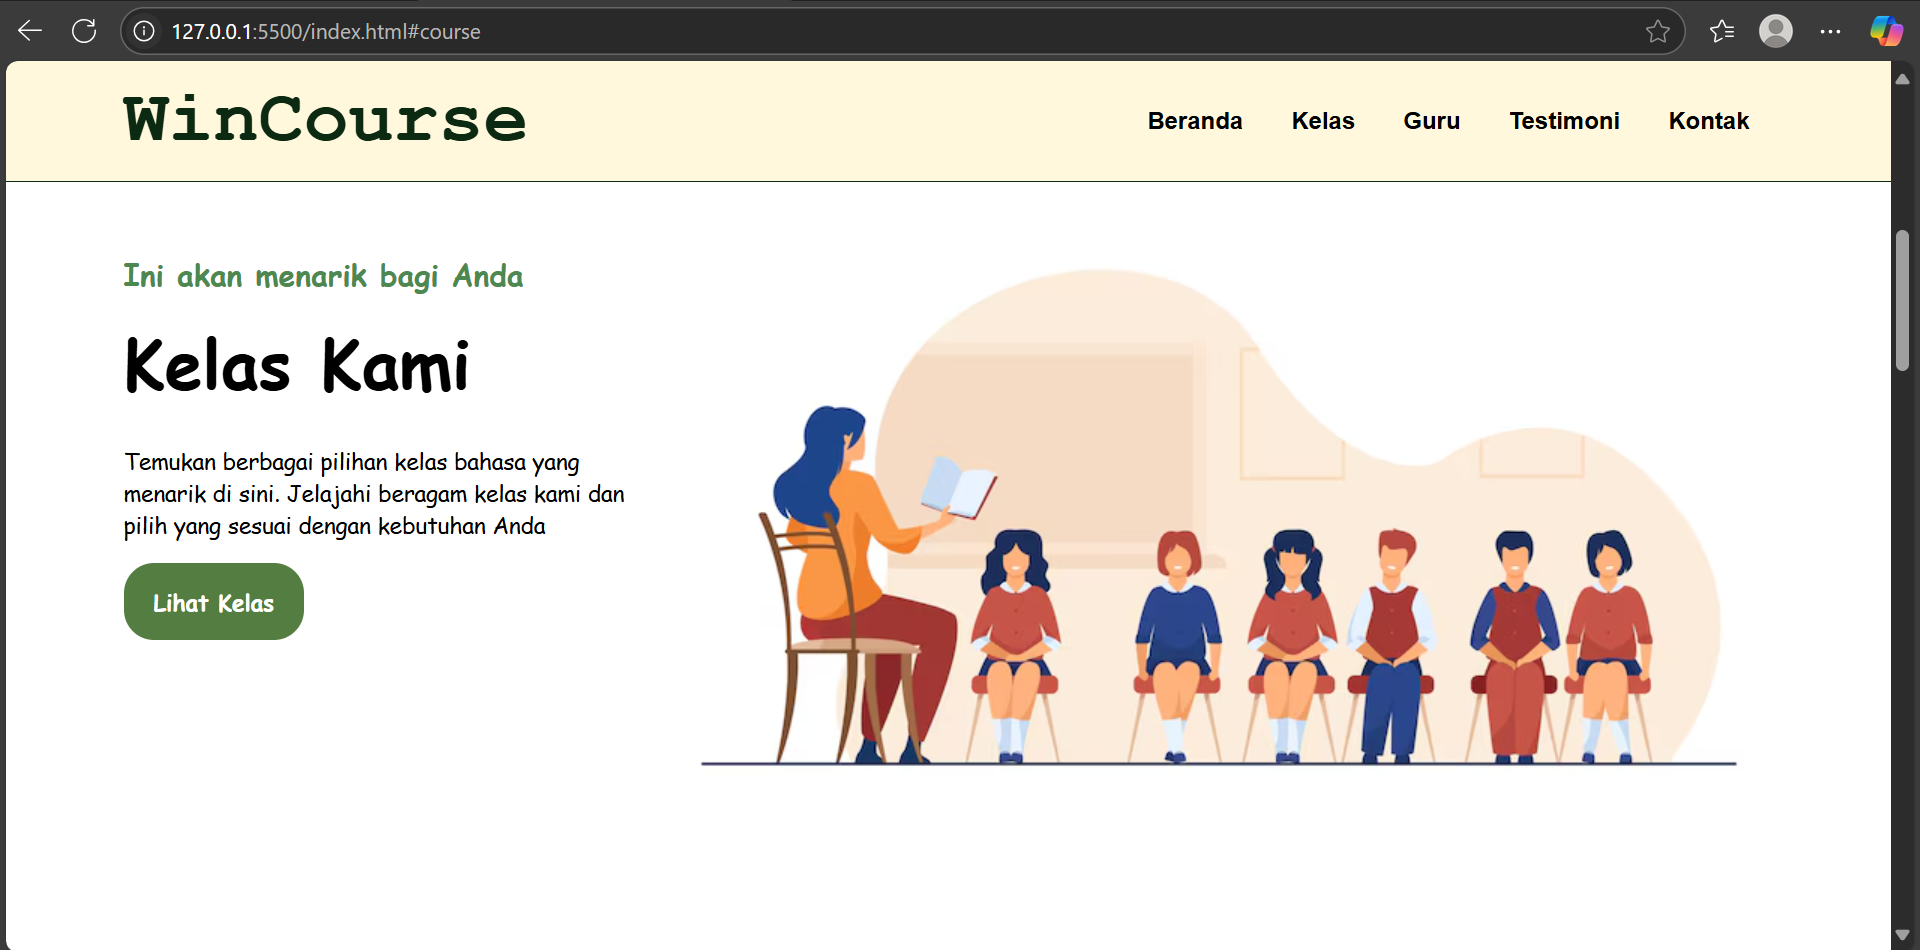 127.0.0.1:5500/index.html#course
WinCourse
Beranda Kelas Guru Testimoni Kontak
Ini akan menarik bagi Anda
Kelas Kami
Temukan berbagai pilihan kelas bahasa yang
menarik di sini. Jelajahi beragam kelas kami dan
pilih yang sesuai dengan kebutuhan Anda
Lihat Kelas